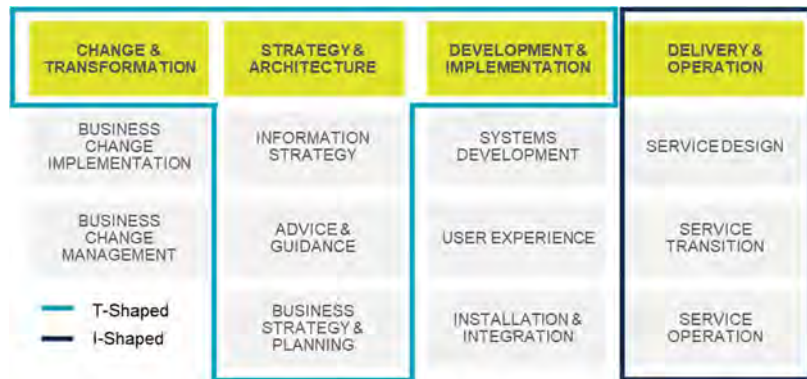 CHANGE &
TRANSFORMATION
STRATEGY &
ARCHITECTURE
DEVELOPMENT &
IMPLEMENTATION
DELIVERY &
OPERATION
BUSINESS
CHANGE
IMPLEMENTATION
INFORMATION
STRATEGY
SYSTEMS
DEVELOPMENT
SERVICE DESIGN
BUSINESS
CHANGE
MANAGEMENT
ADVICE &
GUIDANCE
USER EXPERIENCE
SERVICE
TRANSITION
T-Shaped
I-Shaped
BUSINESS
STRATEGY &
PLANNING
INSTALLATION &
INTEGRATION
SERVICE
OPERATION